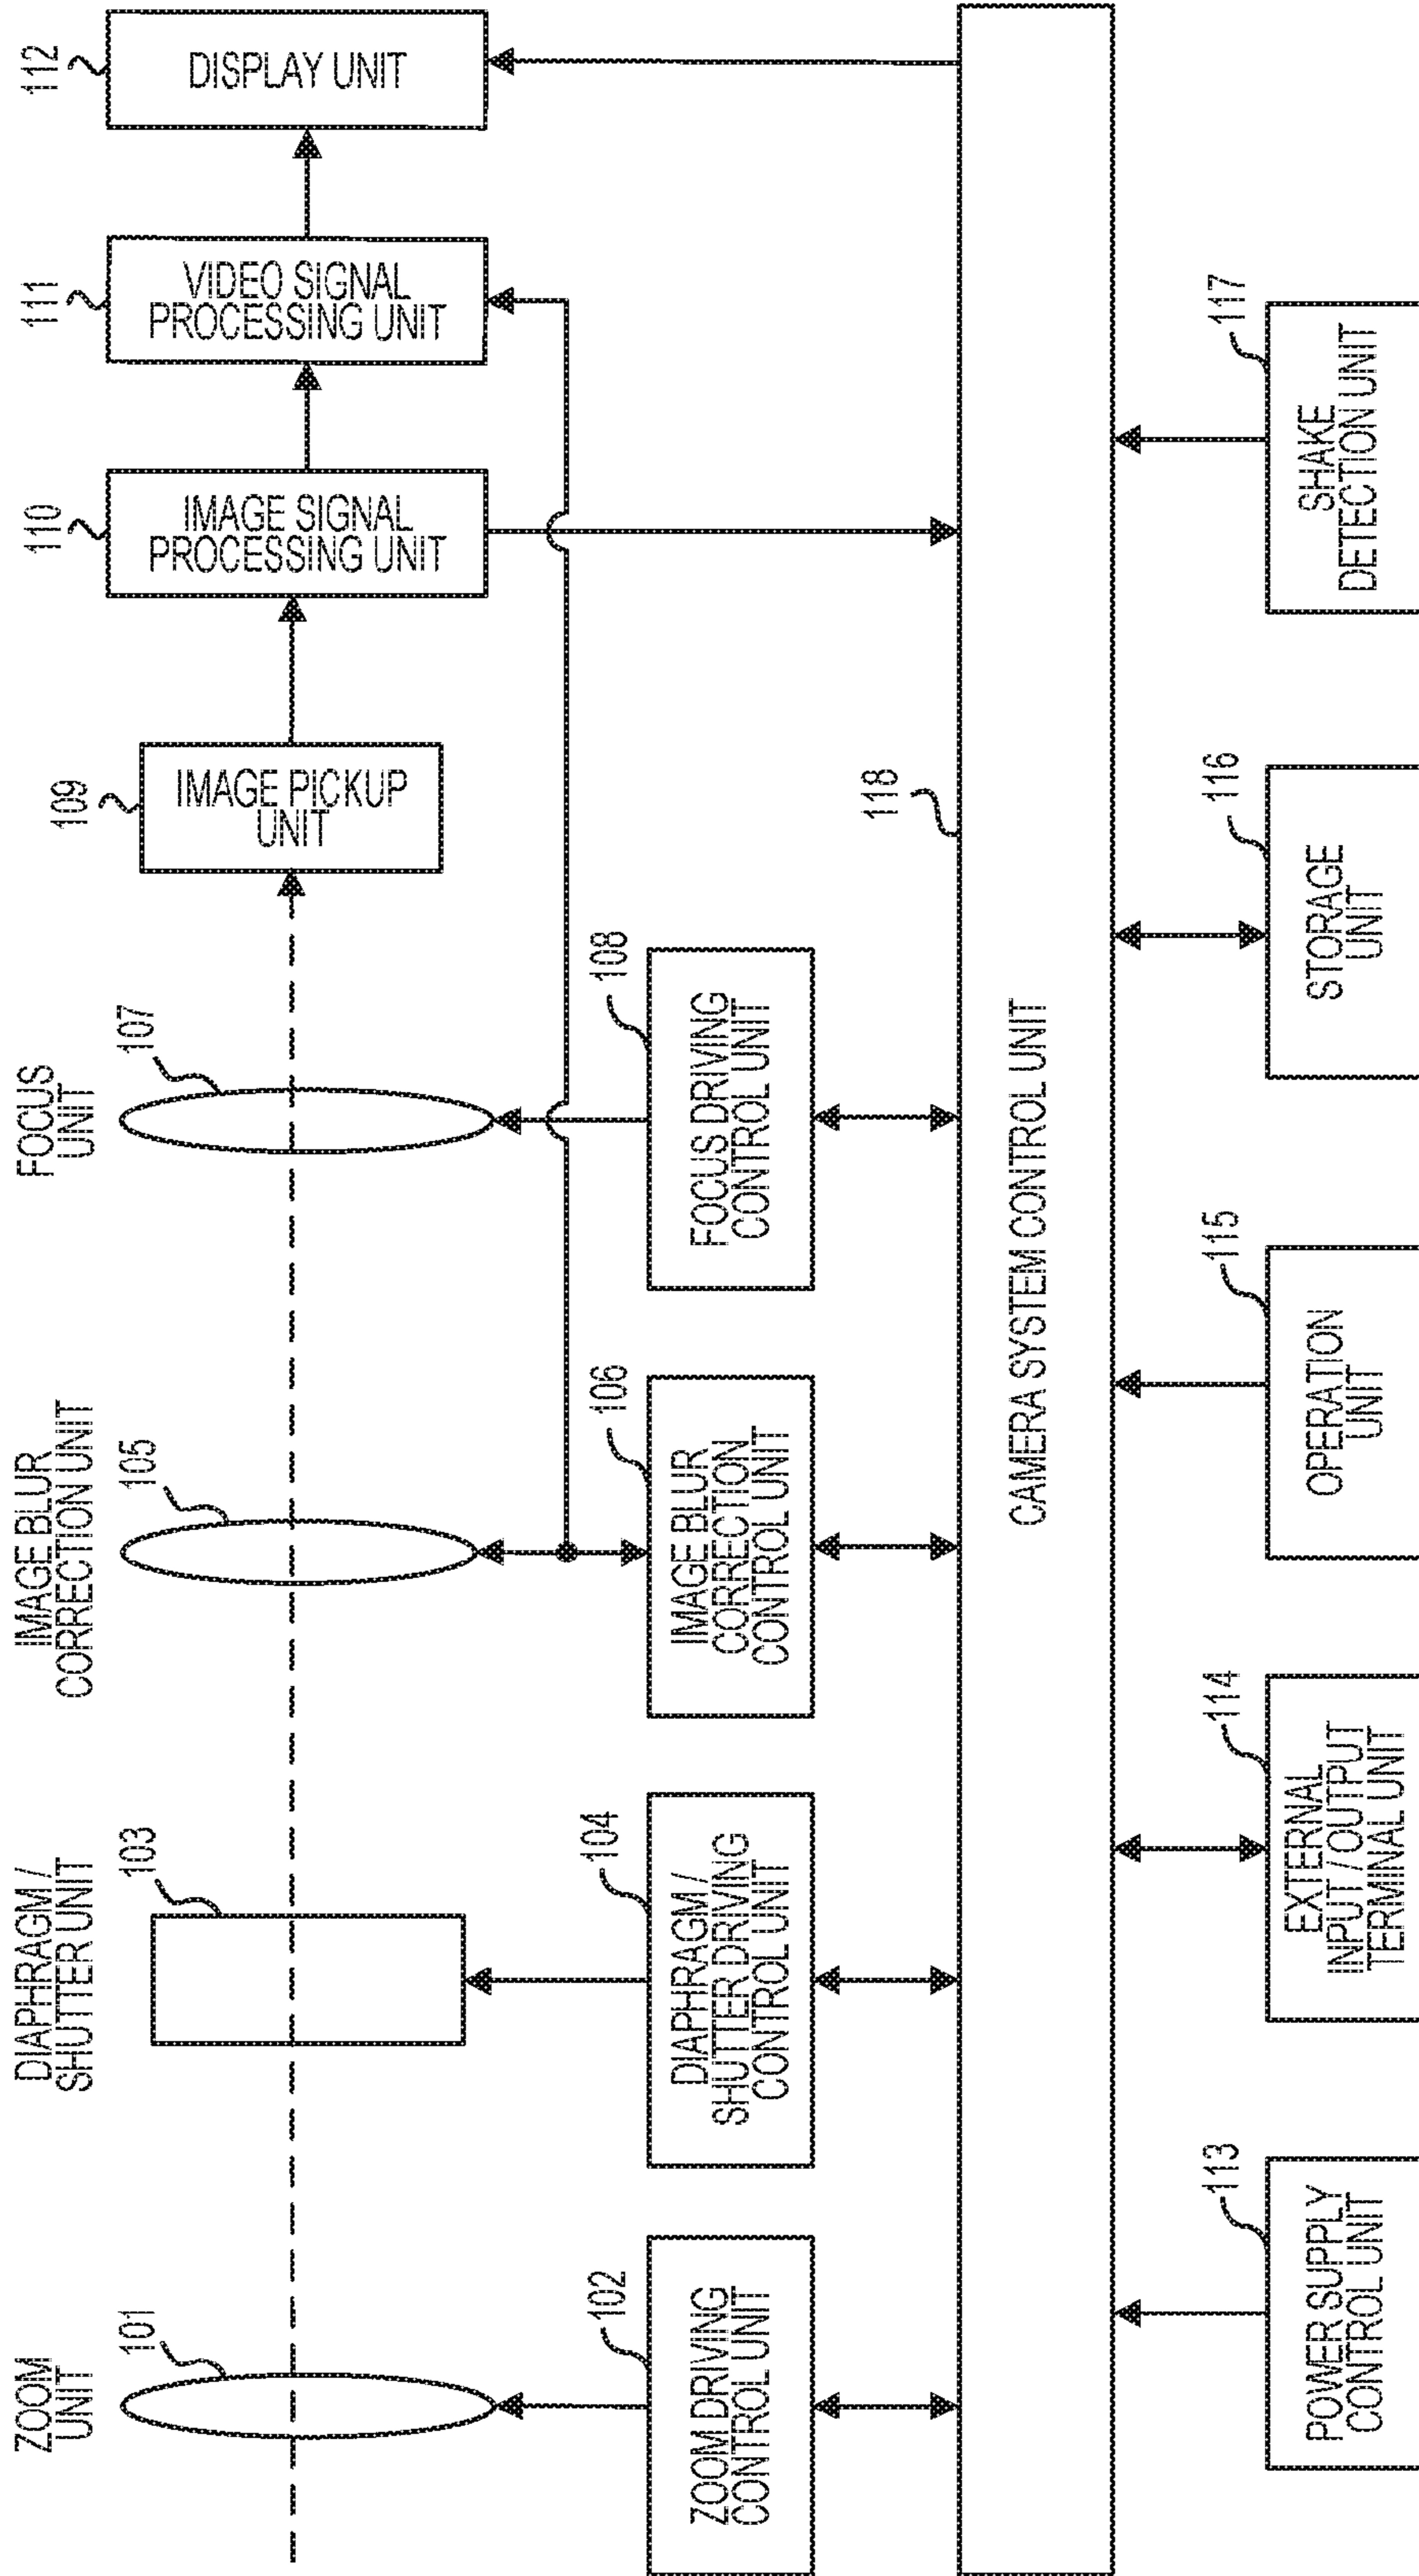 ZOOM
UNIT
101
DIAPHRAGM /
SHUTTER UNIT
103
IMAGE BLUR
CORRECTION UNIT
105
FOCUS
UNIT
107
109
IMAGE PICKUP
UNIT
110
IMAGE SIGNAL
PROCESSING UNIT
111
VIDEO SIGNAL
PROCESSING UNIT
112
DISPLAY UNIT
102
ZOOM DRIVING
CONTROL UNIT
104
DIAPHRAGM /
SHUTTER DRIVING
CONTROL UNIT
106
IMAGE BLUR
CORRECTION
CONTROL UNIT
108
FOCUS DRIVING
CONTROL UNIT
118
CAMERA SYSTEM CONTROL UNIT
113
POWER SUPPLY
CONTROL UNIT
114
EXTERNAL
INPUT / OUTPUT
TERMINAL UNIT
115
OPERATION
UNIT
116
STORAGE
UNIT
117
SHAKE
DETECTION UNIT